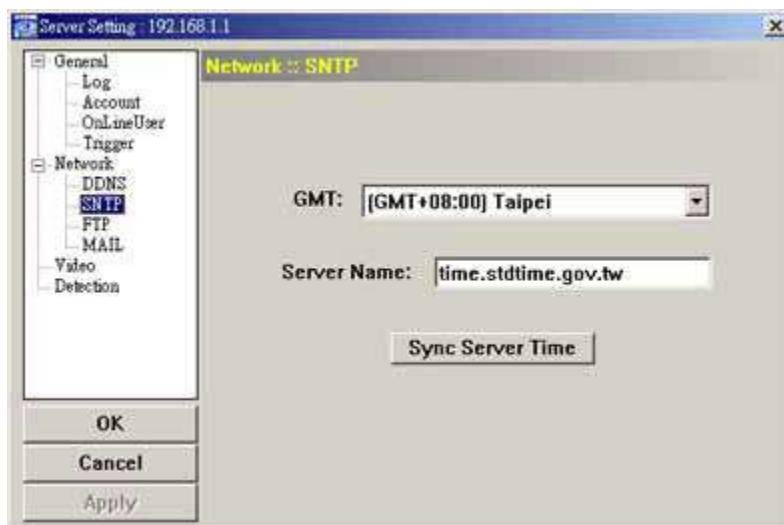 Server Setting : 192.168.1.1
General
Log
Account
OnLineUser
Trigger
Network
DDNS
SNTP
FTP
MAIL
Video
Detection
OK
Cancel
Apply
Network :: SNTP
GMT: (GMT+08:00) Taipei
Server Name: time.stdtime.gov.tw
Sync Server Time